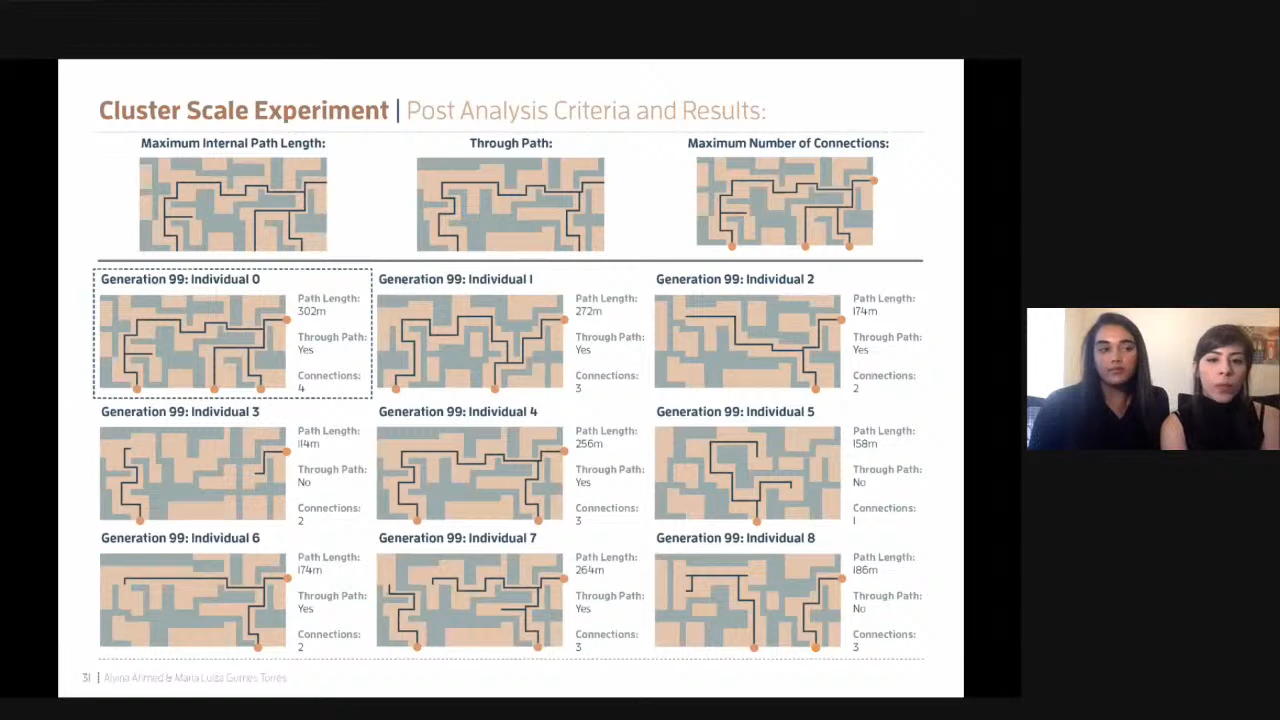 Cluster Scale Experiment | Post Analysis Criteria and Results:
Maximum Internal Path Length:
Through Path:
Maximum Number of Connections:
Generation 99: Individual 0
Path Length:
302m
Through Path:
Yes
Connections:
4
Generation 99: Individual 1
Path Length:
272m
Through Path:
Yes
Connections:
3
Generation 99: Individual 2
Path Length:
174m
Through Path:
Yes
Connections:
2
Generation 99: Individual 3
Path Length:
114m
Through Path:
No
Connections:
2
Generation 99: Individual 4
Path Length:
256m
Through Path:
Yes
Connections:
3
Generation 99: Individual 5
Path Length:
158m
Through Path:
No
Connections:
1
Generation 99: Individual 6
Path Length:
174m
Through Path:
Yes
Connections:
2
Generation 99: Individual 7
Path Length:
264m
Through Path:
Yes
Connections:
3
Generation 99: Individual 8
Path Length:
186m
Through Path:
No
Connections:
3
31 | Alyina Ahmed & Maria Luisa Gomes Torres